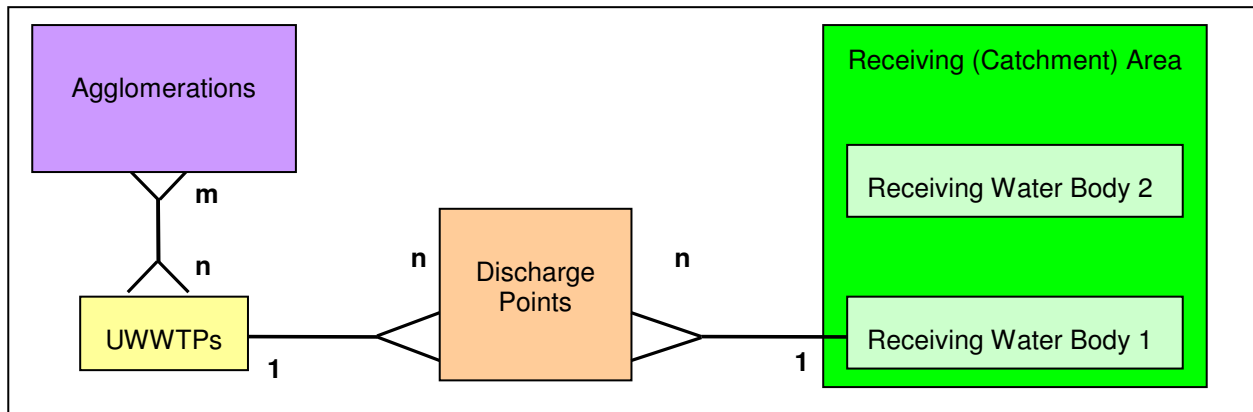 Agglomerations
m
n
UWWTPs
1
n
Discharge
Points
n
1
Receiving (Catchment) Area
Receiving Water Body 2
Receiving Water Body 1